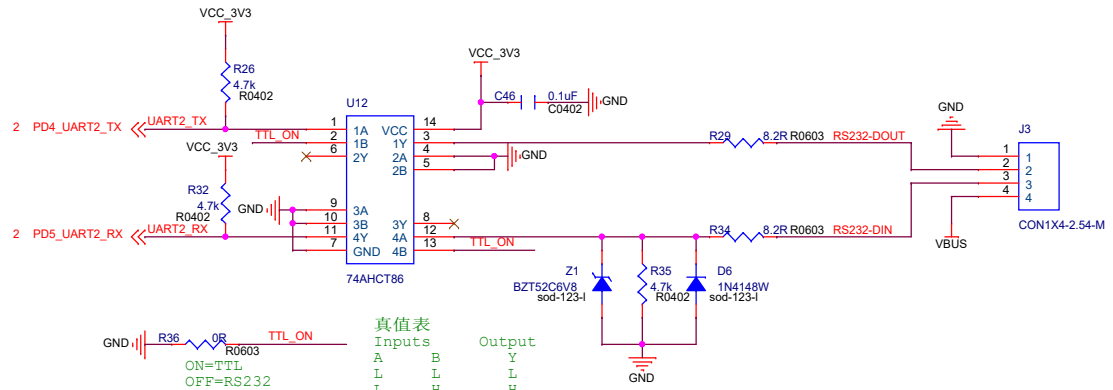 VCC_3V3
VCC_3V3
R26
4.7k
R0402
C46
0.1uF
C0402
GND
U12
2 PD4_UART2_TX
UART2_TX
TTL_ON
1 1A
2 1B
6 2Y
VCC 14
1Y 3
2A 4
2B 5
GND
R29
8.2R
R0603
RS232-DOUT
GND
J3
1 1
2 2
3 3
4 4
VBUS
CON1X4-2.54-M
VCC_3V3
R32
4.7k
R0402
GND
9 3A
10 3B
11 4Y
7 GND
3Y 8
4A 12
4B 13
2 PD5_UART2_RX
UART2_RX
TTL_ON
R34
8.2R
R0603
RS232-DIN
74AHCT86
Z1
BZT52C6V8
sod-123-l
R35
4.7k
R0402
D6
1N4148W
sod-123-l
GND
GND
R36
0R
R0603
TTL_ON
ON=TTL
OFF=RS232
真值表
Inputs Output
A B Y
L L L
L H H